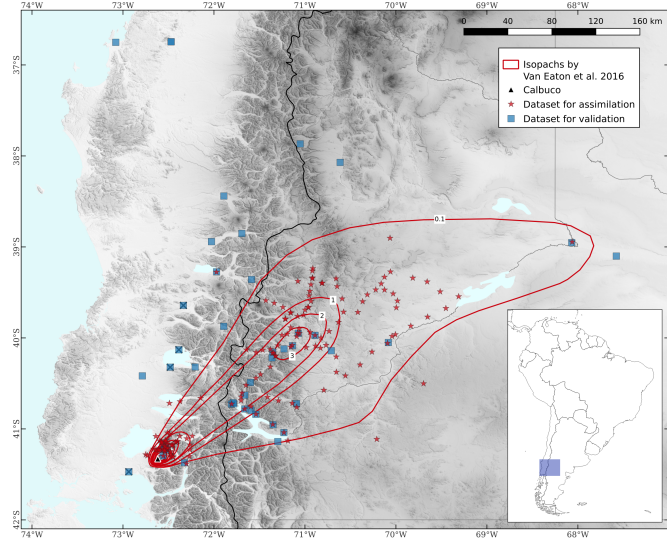 74°W 73°W 72°W 71°W 70°W 69°W 68°W 67°W
0 40 80 120 160 km
Isopachs by
Van Eaton et al. 2016
Calbuco
Dataset for assimilation
Dataset for validation
37°S
38°S
39°S
40°S
41°S
42°S
0.1
1
2
3
74°W 73°W 72°W 71°W 70°W 69°W 68°W 67°W